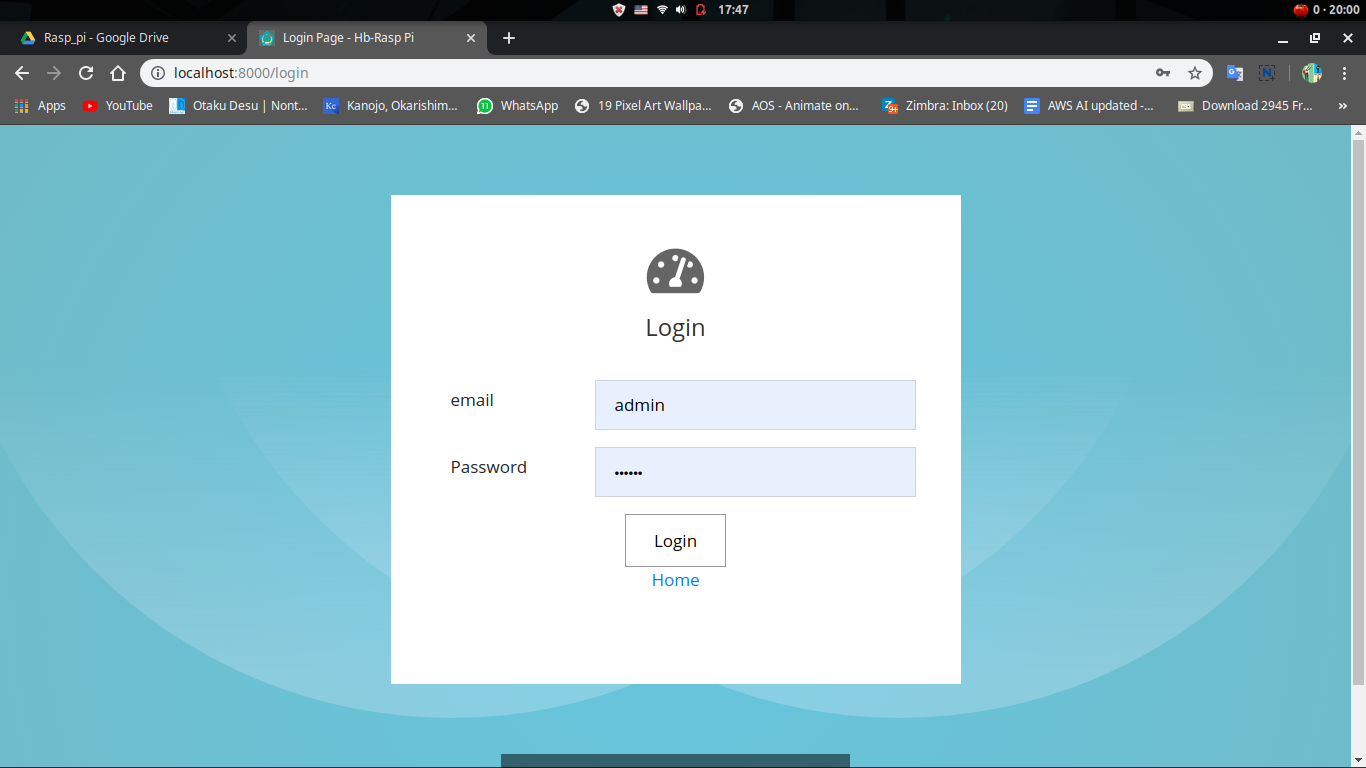 17:47
0 · 20:00
Rasp_pi - Google Drive
Login Page - Hb-Rasp Pi
localhost:8000/login
Apps
YouTube
Otaku Desu | Nont...
Kc
Kanojo, Okarishim...
11
WhatsApp
19 Pixel Art Wallpa...
AOS - Animate on...
Zimbra: Inbox (20)
AWS AI updated -...
Download 2945 Fr...
»
Login
email
admin
Password
••••••
Login
Home